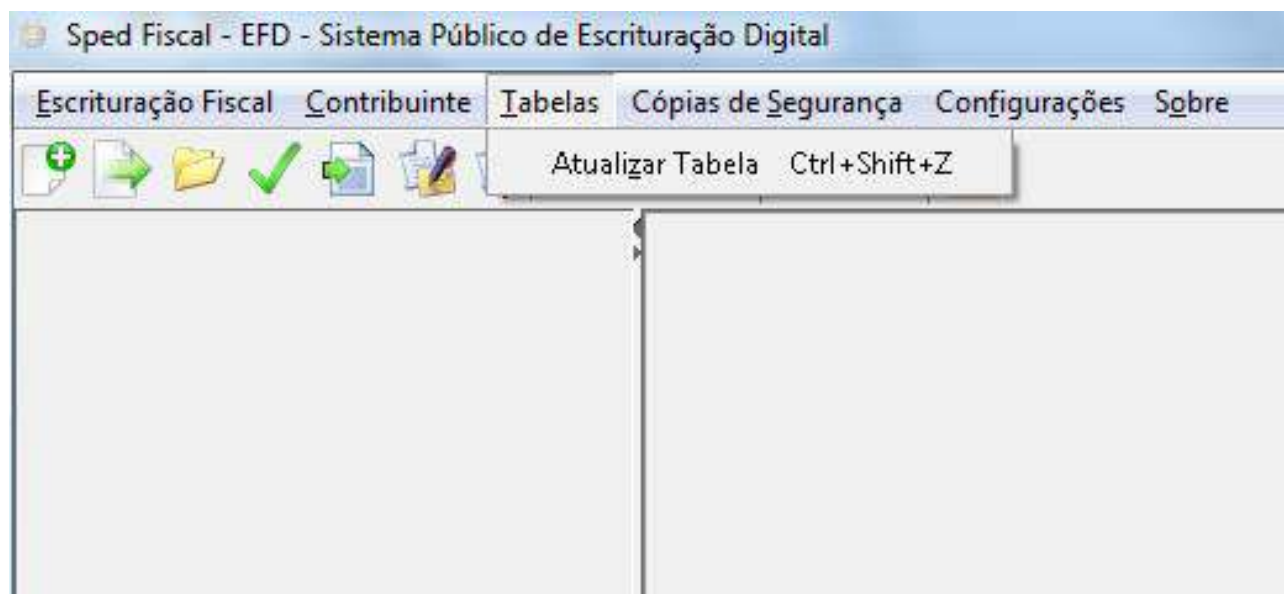 Sped Fiscal - EFD - Sistema Público de Escrituração Digital
Escrituração Fiscal Contribuinte Tabelas Cópias de Segurança Configurações Sobre
Atualizar Tabela Ctrl+Shift+Z